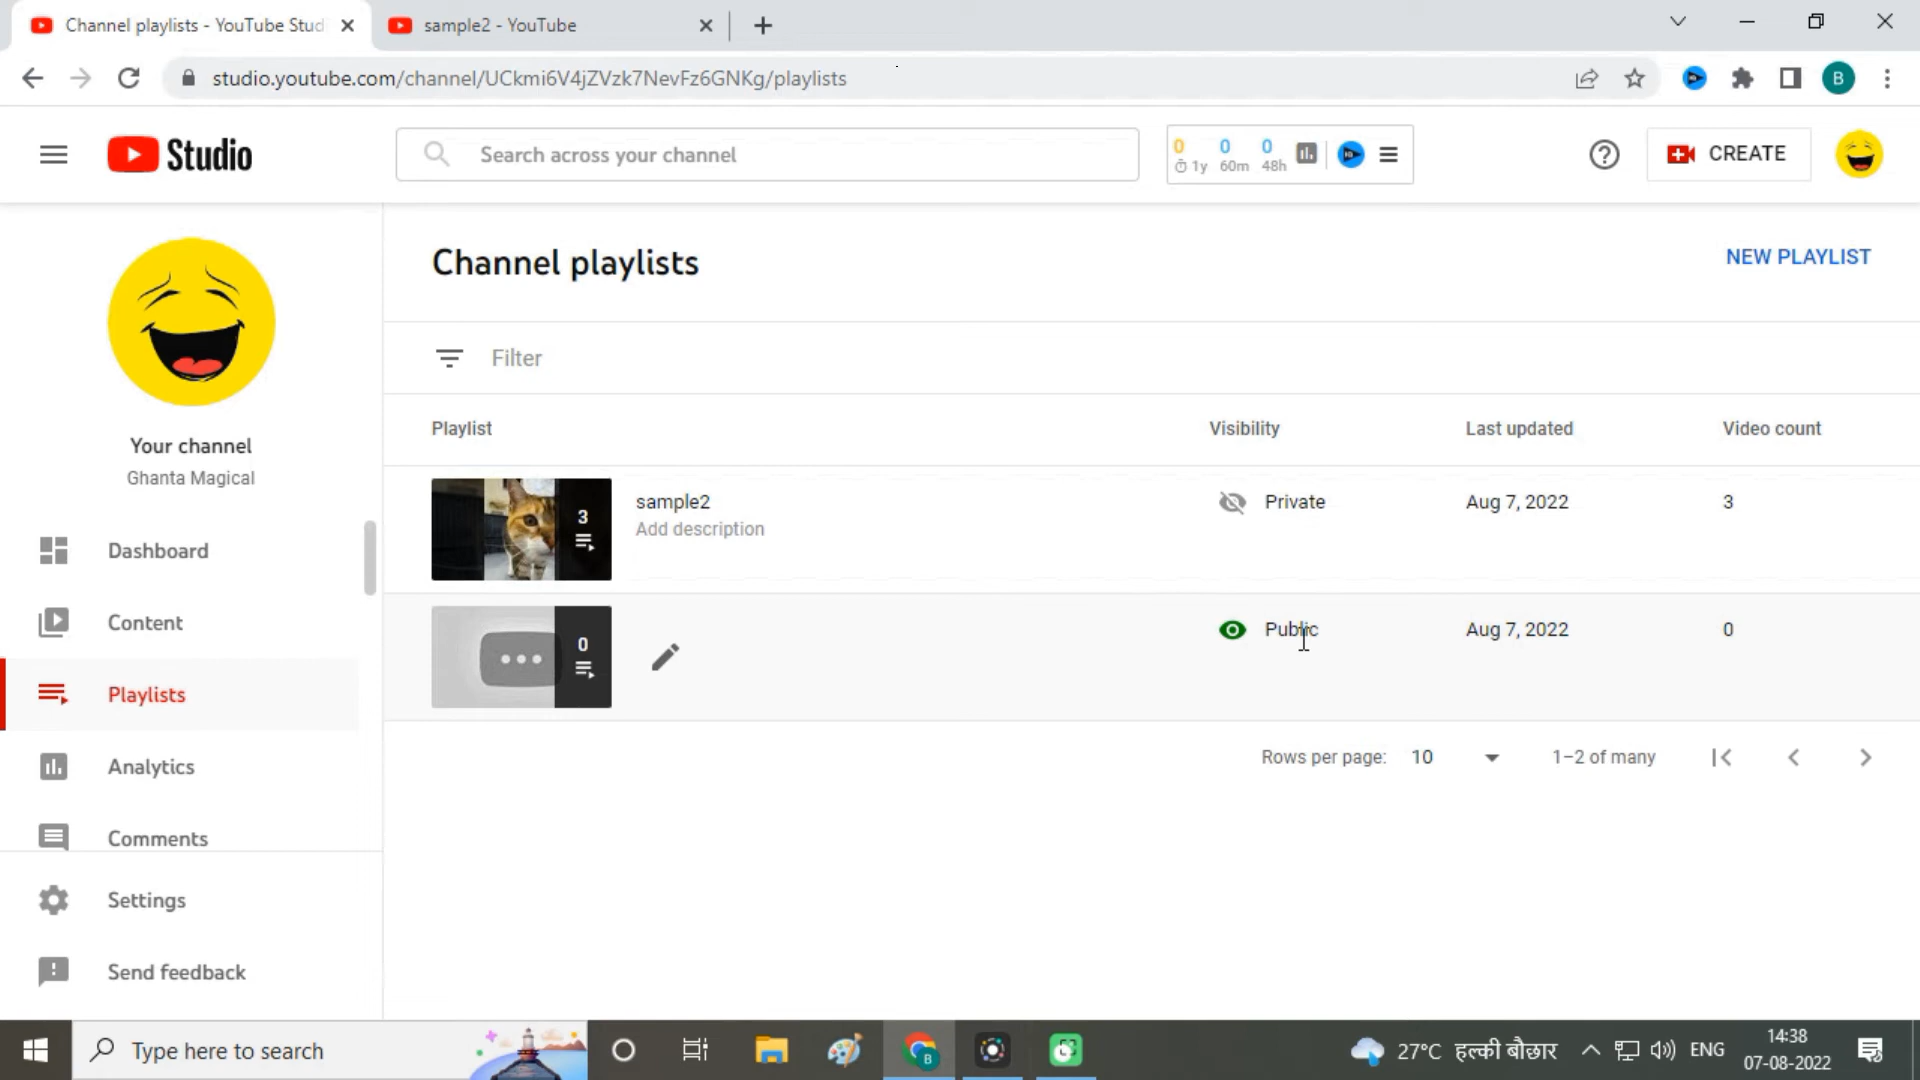 Channel playlists - YouTube Stud
sample2 - YouTube
studio.youtube.com/channel/UCkmi6V4jZVzk7NevFz6GNKg/playlists
B
Studio
Search across your channel
0 0 0
1y 60m 48h
CREATE
Channel playlists
NEW PLAYLIST
Filter
Your channel
Ghanta Magical
Playlist Visibility Last updated Video count
3
sample2
Add description
Private Aug 7, 2022 3
0
Public Aug 7, 2022 0
Dashboard
Content
Playlists
Analytics
Comments
Settings
Send feedback
Rows per page: 10 1–2 of many
Type here to search
B
27°C हल्की बौछार
ENG
14:38
07-08-2022